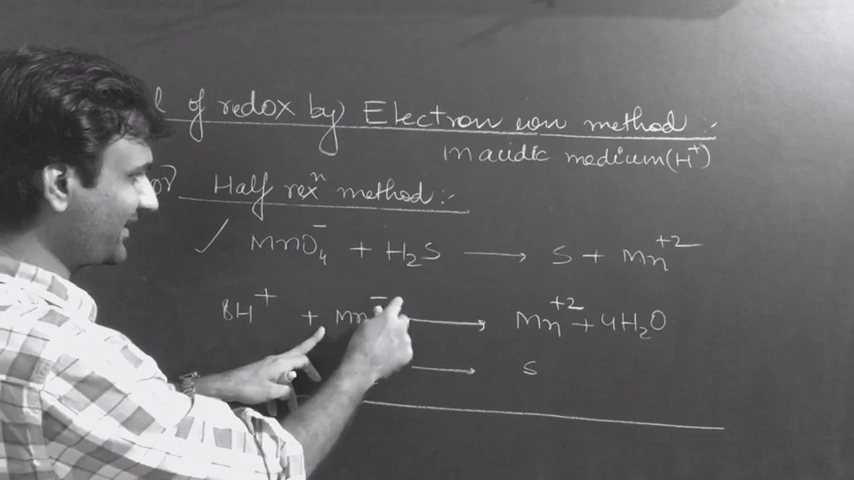 of redox by) Electron ion method :-
in acidic medium (H⁺)
or Half rexⁿ method :-
✓ MnO₄⁻ + H₂S ⟶ S + Mn⁺²
8H⁺ + Mn ⁻ ⟶ Mn⁺² + 4H₂O
⟶ S